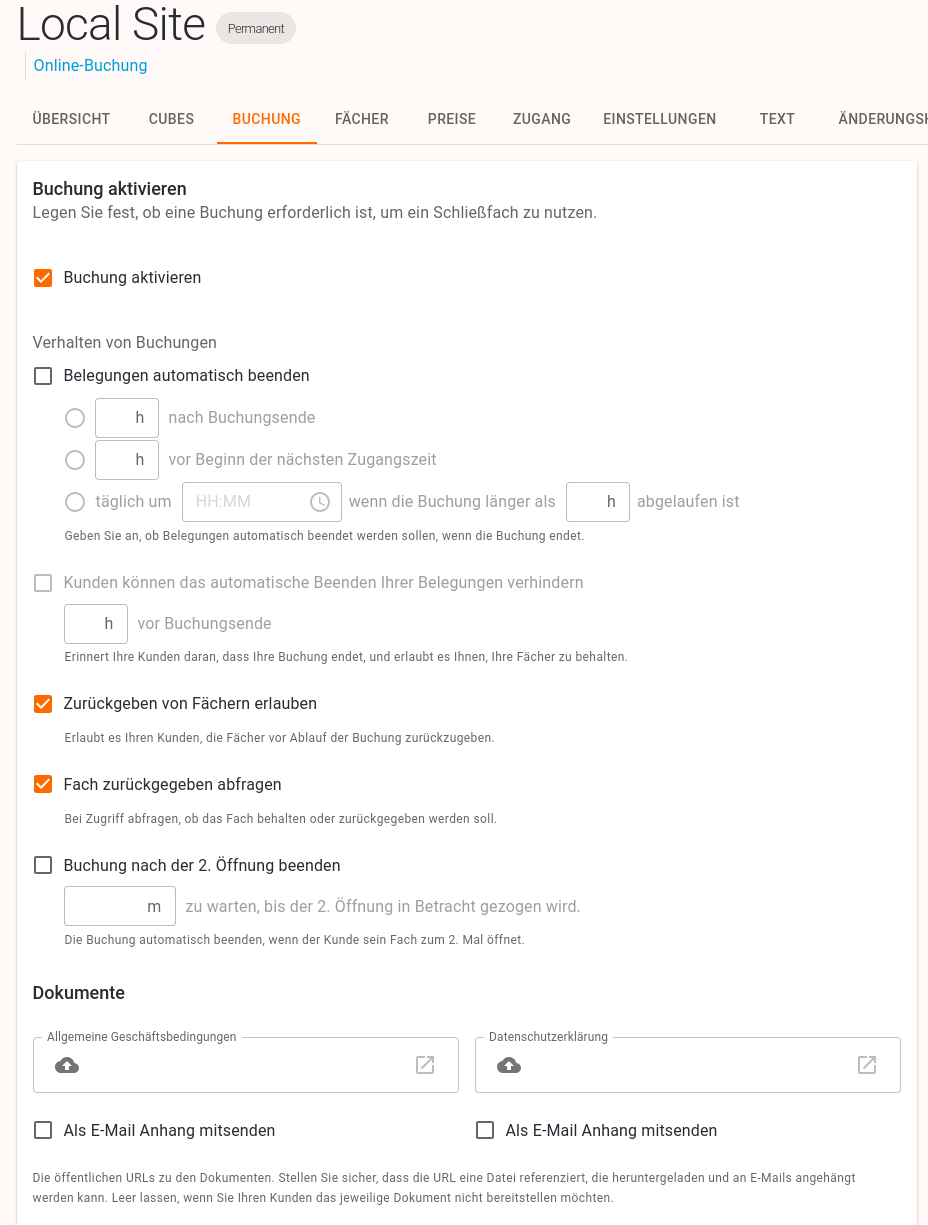 Local Site Permanent
Online-Buchung
ÜBERSICHT CUBES BUCHUNG FÄCHER PREISE ZUGANG EINSTELLUNGEN TEXT ÄNDERUNGSH
Buchung aktivieren
Legen Sie fest, ob eine Buchung erforderlich ist, um ein Schließfach zu nutzen.
Buchung aktivieren
Verhalten von Buchungen
Belegungen automatisch beenden
h nach Buchungsende
h vor Beginn der nächsten Zugangszeit
täglich um HH:MM wenn die Buchung länger als h abgelaufen ist
Geben Sie an, ob Belegungen automatisch beendet werden sollen, wenn die Buchung endet.
Kunden können das automatische Beenden Ihrer Belegungen verhindern
h vor Buchungsende
Erinnert Ihre Kunden daran, dass Ihre Buchung endet, und erlaubt es Ihnen, Ihre Fächer zu behalten.
Zurückgeben von Fächern erlauben
Erlaubt es Ihren Kunden, die Fächer vor Ablauf der Buchung zurückzugeben.
Fach zurückgegeben abfragen
Bei Zugriff abfragen, ob das Fach behalten oder zurückgegeben werden soll.
Buchung nach der 2. Öffnung beenden
m zu warten, bis der 2. Öffnung in Betracht gezogen wird.
Die Buchung automatisch beenden, wenn der Kunde sein Fach zum 2. Mal öffnet.
Dokumente
Allgemeine Geschäftsbedingungen Datenschutzerklärung
Als E-Mail Anhang mitsenden Als E-Mail Anhang mitsenden
Die öffentlichen URLs zu den Dokumenten. Stellen Sie sicher, dass die URL eine Datei referenziert, die heruntergeladen und an E-Mails angehängt
werden kann. Leer lassen, wenn Sie Ihren Kunden das jeweilige Dokument nicht bereitstellen möchten.